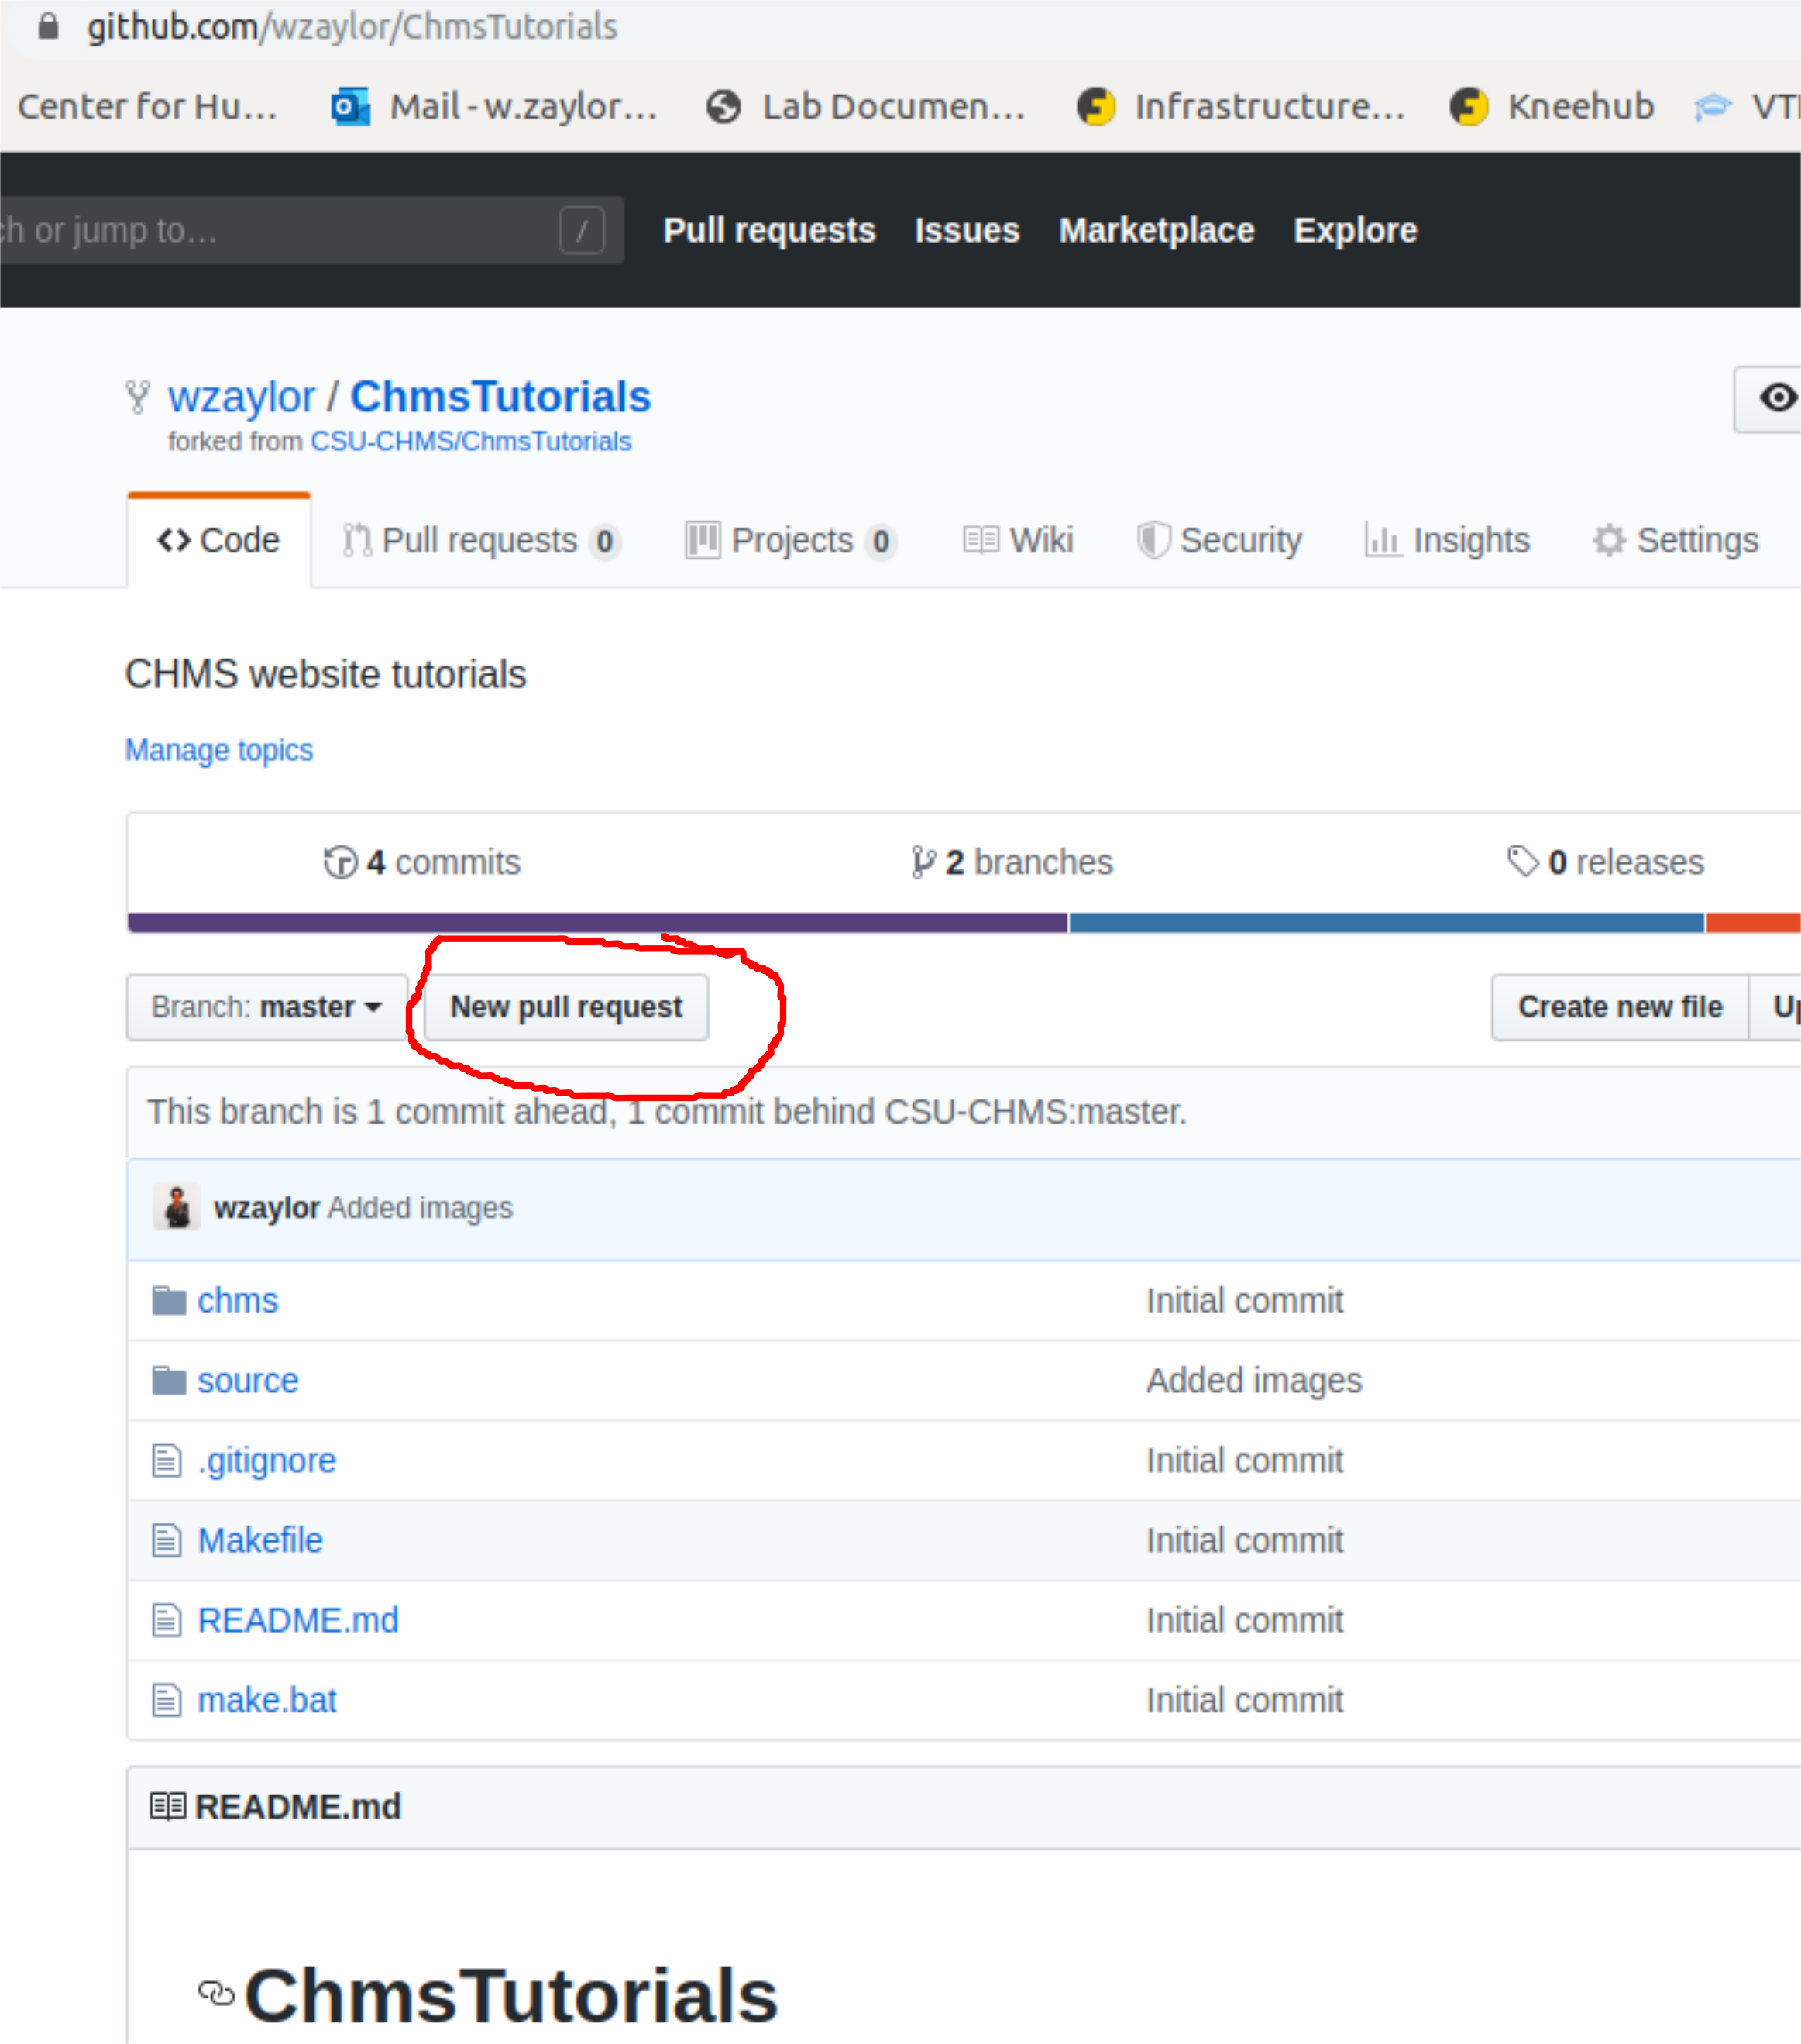 github.com/wzaylor/ChmsTutorials
Center for Hu... Mail - w.zaylor... Lab Documen... Infrastructure... Kneehub
or jump to... / Pull requests Issues Marketplace Explore
wzaylor / ChmsTutorials
forked from CSU-CHMS/ChmsTutorials
Code Pull requests 0 Projects 0 Wiki Security Insights Settings
CHMS website tutorials
Manage topics
4 commits 2 branches 0 releases
Branch: master New pull request Create new file
This branch is 1 commit ahead, 1 commit behind CSU-CHMS:master.
wzaylor Added images
chms Initial commit
source Added images
.gitignore Initial commit
Makefile Initial commit
README.md Initial commit
make.bat Initial commit
README.md
ChmsTutorials